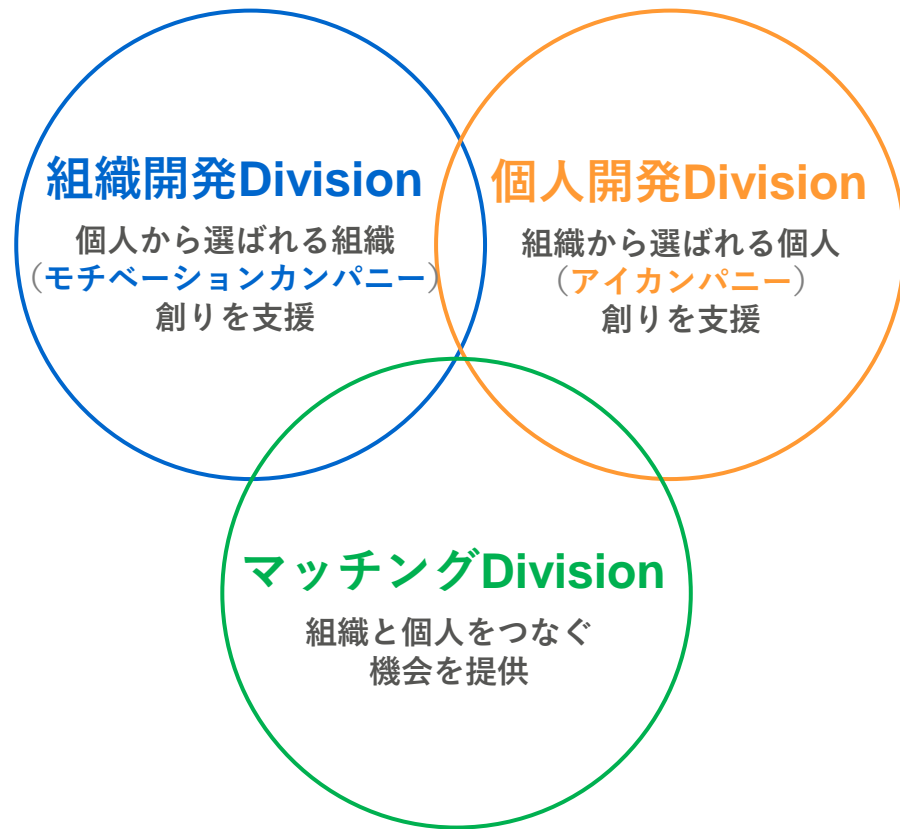 組織開発Division
個人から選ばれる組織
（モチベーションカンパニー）
創りを支援
個人開発Division
組織から選ばれる個人
（アイカンパニー）
創りを支援
マッチングDivision
組織と個人をつなぐ
機会を提供